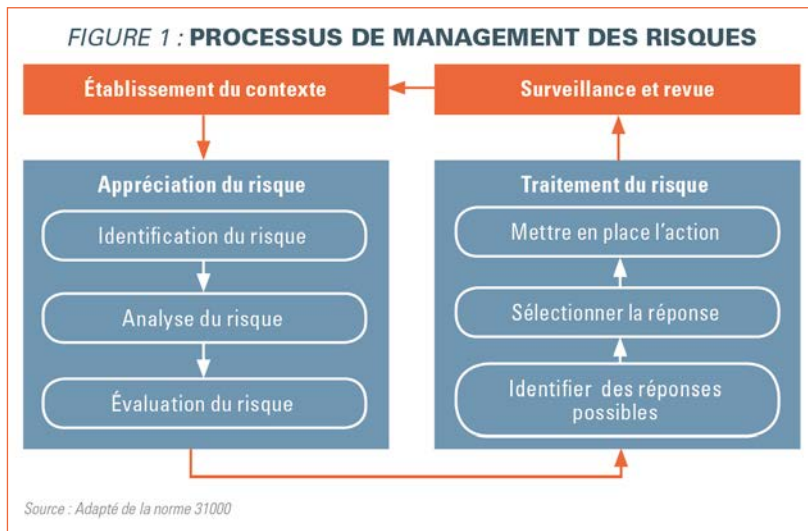 FIGURE 1 : PROCESSUS DE MANAGEMENT DES RISQUES
Établissement du contexte
Surveillance et revue
Appréciation du risque
Identification du risque
Analyse du risque
Évaluation du risque
Traitement du risque
Mettre en place l’action
Sélectionner la réponse
Identifier des réponses
possibles
Source : Adapté de la norme 31000